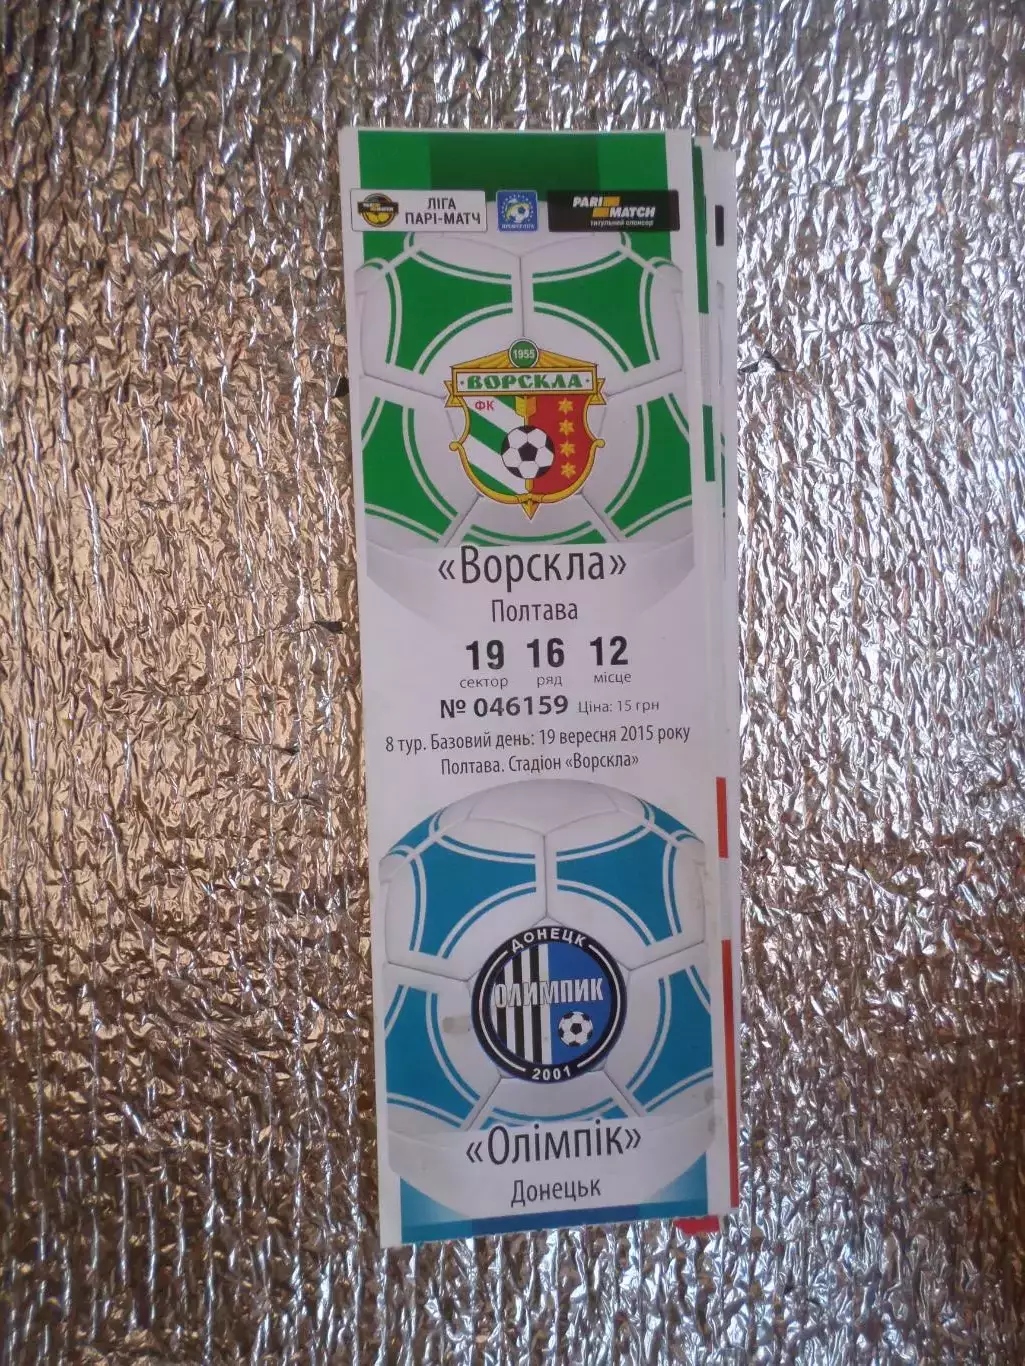 ЛІГА
ПАРІ-МАТЧ
PARI MATCH
титульний спонсор
1955
ВОРСКЛА
ФК
«Ворскла»
Полтава
19 16 12
сектор ряд місце
№ 046159 Ціна: 15 грн
8 тур. Базовий день: 19 вересня 2015 року
Полтава. Стадіон «Ворскла»
ДОНЕЦК
ОЛИМПИК
2001
«Олімпік»
Донецьк